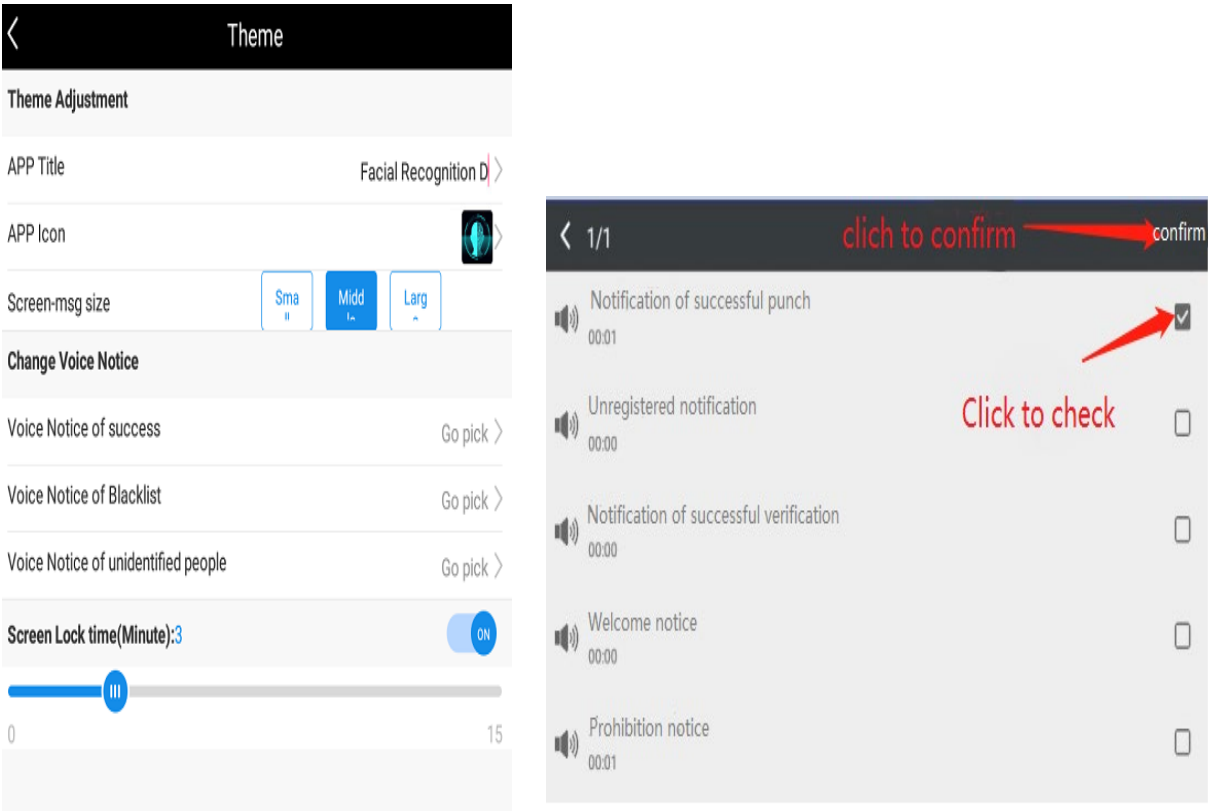 Theme
Theme Adjustment
APP Title
Facial Recognition D
APP Icon
Screen-msg size
Sma
ll
Midd
le
Larg
e
Change Voice Notice
Voice Notice of success
Go pick
Voice Notice of Blacklist
Go pick
Voice Notice of unidentified people
Go pick
Screen Lock time(Minute):3
ON
0
15
1/1
clich to confirm
confirm
Notification of successful punch
00:01
Click to check
Unregistered notification
00:00
Notification of successful verification
00:00
Welcome notice
00:00
Prohibition notice
00:01